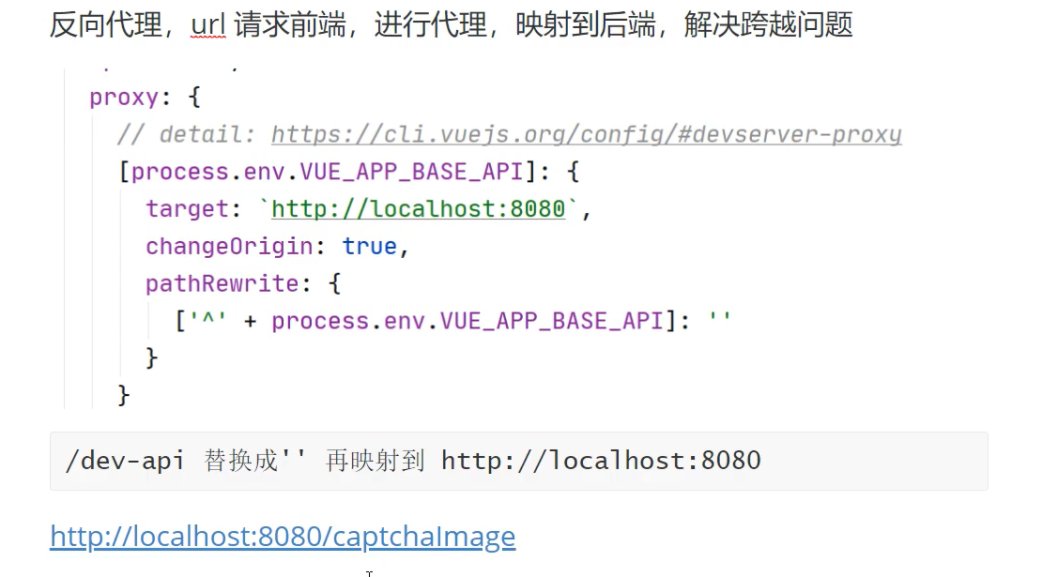 反向代理，url 请求前端，进行代理，映射到后端，解决跨越问题
proxy: {
// detail: https://cli.vuejs.org/config/#devserver-proxy
[process.env.VUE_APP_BASE_API]: {
target: `http://localhost:8080`,
changeOrigin: true,
pathRewrite: {
['^' + process.env.VUE_APP_BASE_API]: ''
}
}
/dev-api 替换成'' 再映射到 http://localhost:8080
http://localhost:8080/captchaImage